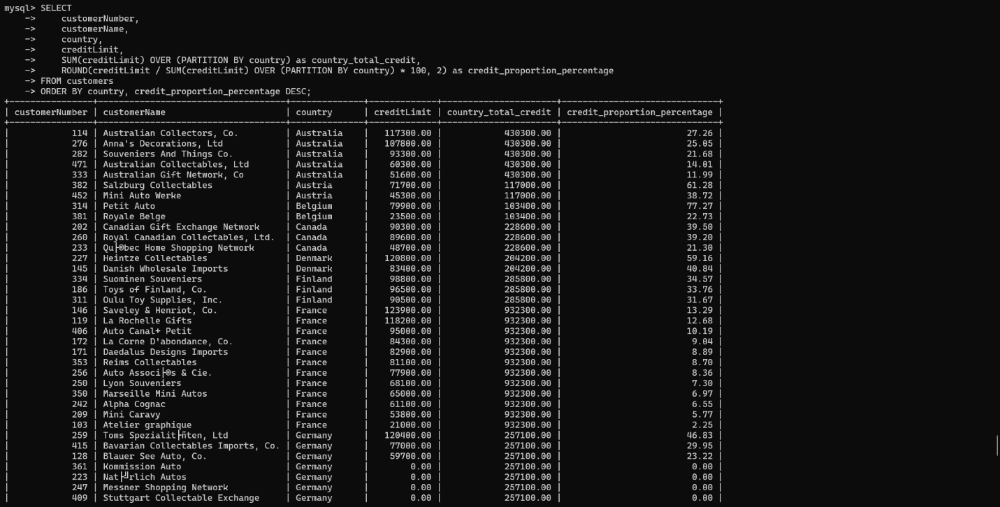 mysql> SELECT
    ->     customerNumber,
    ->     customerName,
    ->     country,
    ->     creditLimit,
    ->     SUM(creditLimit) OVER (PARTITION BY country) as country_total_credit,
    ->     ROUND(creditLimit / SUM(creditLimit) OVER (PARTITION BY country) * 100, 2) as credit_proportion_percentage
    -> FROM customers
    -> ORDER BY country, credit_proportion_percentage DESC;
| customerNumber | customerName | country | creditLimit | country_total_credit | credit_proportion_percentage |
| 114 | Australian Collectors, Co. | Australia | 117300.00 | 430300.00 | 27.26 |
| 276 | Anna's Decorations, Ltd | Australia | 107800.00 | 430300.00 | 25.05 |
| 282 | Souveniers And Things Co. | Australia | 93300.00 | 430300.00 | 21.68 |
| 471 | Australian Collectables, Ltd | Australia | 60300.00 | 430300.00 | 14.01 |
| 333 | Australian Gift Network, Co | Australia | 51600.00 | 430300.00 | 11.99 |
| 382 | Salzburg Collectables | Austria | 71700.00 | 117000.00 | 61.28 |
| 452 | Mini Auto Werke | Austria | 45300.00 | 117000.00 | 38.72 |
| 314 | Petit Auto | Belgium | 79900.00 | 103400.00 | 77.27 |
| 381 | Royale Belge | Belgium | 23500.00 | 103400.00 | 22.73 |
| 202 | Canadian Gift Exchange Network | Canada | 90300.00 | 228600.00 | 39.50 |
| 260 | Royal Canadian Collectables, Ltd. | Canada | 89600.00 | 228600.00 | 39.20 |
| 233 | Qu├®bec Home Shopping Network | Canada | 48700.00 | 228600.00 | 21.30 |
| 227 | Heintze Collectables | Denmark | 120800.00 | 204200.00 | 59.16 |
| 145 | Danish Wholesale Imports | Denmark | 83400.00 | 204200.00 | 40.84 |
| 334 | Suominen Souveniers | Finland | 98800.00 | 285800.00 | 34.57 |
| 186 | Toys of Finland, Co. | Finland | 96500.00 | 285800.00 | 33.76 |
| 311 | Oulu Toy Supplies, Inc. | Finland | 90500.00 | 285800.00 | 31.67 |
| 146 | Saveley & Henriot, Co. | France | 123900.00 | 932300.00 | 13.29 |
| 119 | La Rochelle Gifts | France | 118200.00 | 932300.00 | 12.68 |
| 406 | Auto Canal+ Petit | France | 95000.00 | 932300.00 | 10.19 |
| 172 | La Corne D'abondance, Co. | France | 84300.00 | 932300.00 | 9.04 |
| 171 | Daedalus Designs Imports | France | 82900.00 | 932300.00 | 8.89 |
| 353 | Reims Collectables | France | 81100.00 | 932300.00 | 8.70 |
| 256 | Auto Associ├®s & Cie. | France | 77900.00 | 932300.00 | 8.36 |
| 250 | Lyon Souveniers | France | 68100.00 | 932300.00 | 7.30 |
| 350 | Marseille Mini Autos | France | 65000.00 | 932300.00 | 6.97 |
| 242 | Alpha Cognac | France | 61100.00 | 932300.00 | 6.55 |
| 209 | Mini Caravy | France | 53800.00 | 932300.00 | 5.77 |
| 103 | Atelier graphique | France | 21000.00 | 932300.00 | 2.25 |
| 259 | Toms Spezialit├ñten, Ltd | Germany | 120400.00 | 257100.00 | 46.83 |
| 415 | Bavarian Collectables Imports, Co. | Germany | 77000.00 | 257100.00 | 29.95 |
| 128 | Blauer See Auto, Co. | Germany | 59700.00 | 257100.00 | 23.22 |
| 361 | Kommission Auto | Germany | 0.00 | 257100.00 | 0.00 |
| 223 | Nat├╝rlich Autos | Germany | 0.00 | 257100.00 | 0.00 |
| 247 | Messner Shopping Network | Germany | 0.00 | 257100.00 | 0.00 |
| 409 | Stuttgart Collectable Exchange | Germany | 0.00 | 257100.00 | 0.00 |